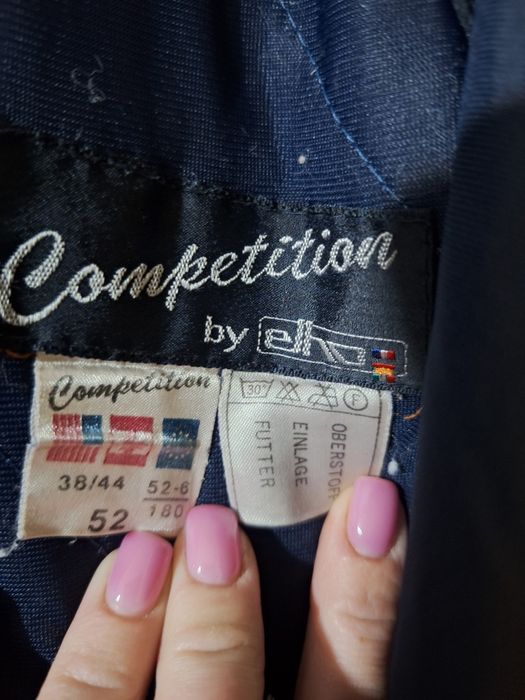 Competition
by elho
Competition
38/44
52-6
180
52
30°
F
OBERSTOFF
EINLAGE
FUTTER